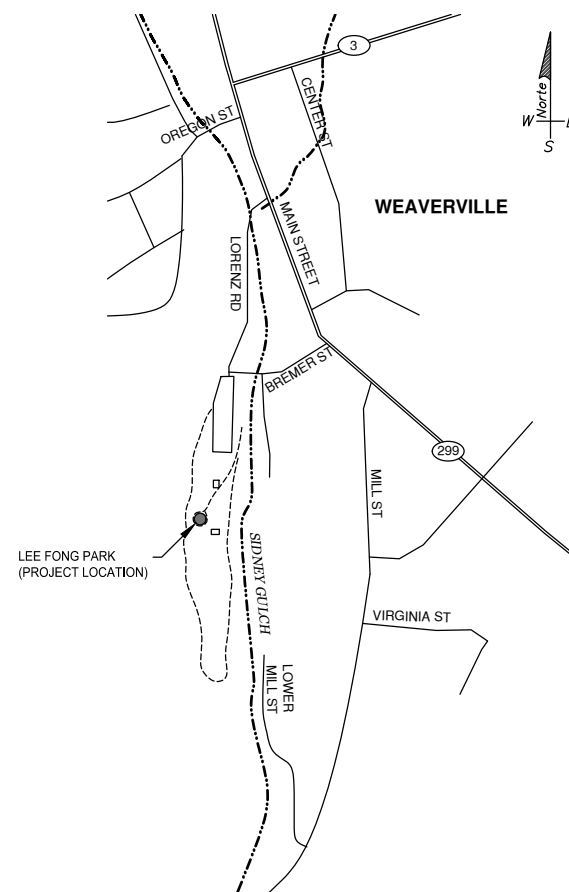 3
OREGON ST
CENTER ST
Norte
W
E
S
WEAVERVILLE
MAIN STREET
LORENZ RD
BREMER ST
299
MILL ST
LEE FONG PARK
(PROJECT LOCATION)
SIDNEY GULCH
VIRGINIA ST
LOWER
MILL ST